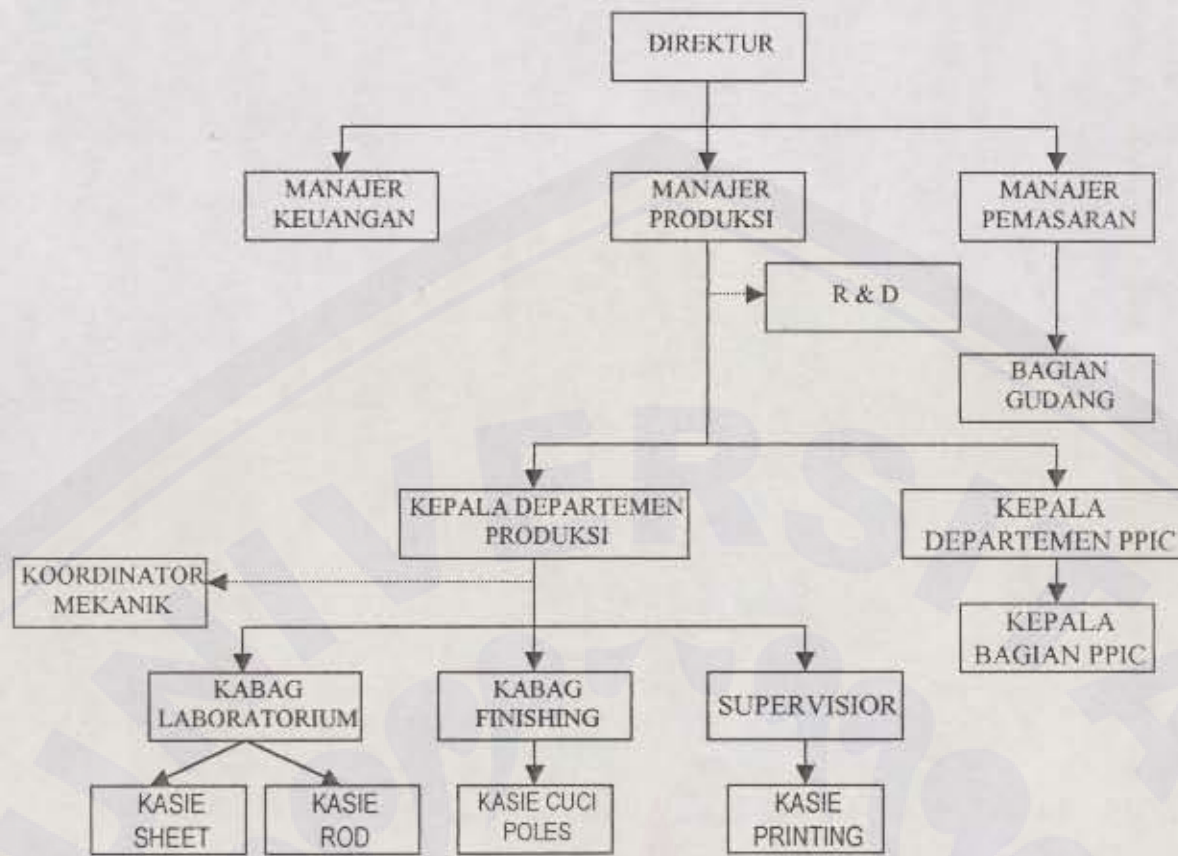 DIREKTUR
MANAJER
KEUANGAN
MANAJER
PRODUKSI
MANAJER
PEMASARAN
R & D
BAGIAN
GUDANG
KEPALA DEPARTEMEN
PRODUKSI
KEPALA
DEPARTEMEN PPIC
KOORDINATOR
MEKANIK
KEPALA
BAGIAN PPIC
KABAG
LABORATORIUM
KABAG
FINISHING
SUPERVISIOR
KASIE
SHEET
KASIE
ROD
KASIE CUCI
POLES
KASIE
PRINTING
UNIVERSITA